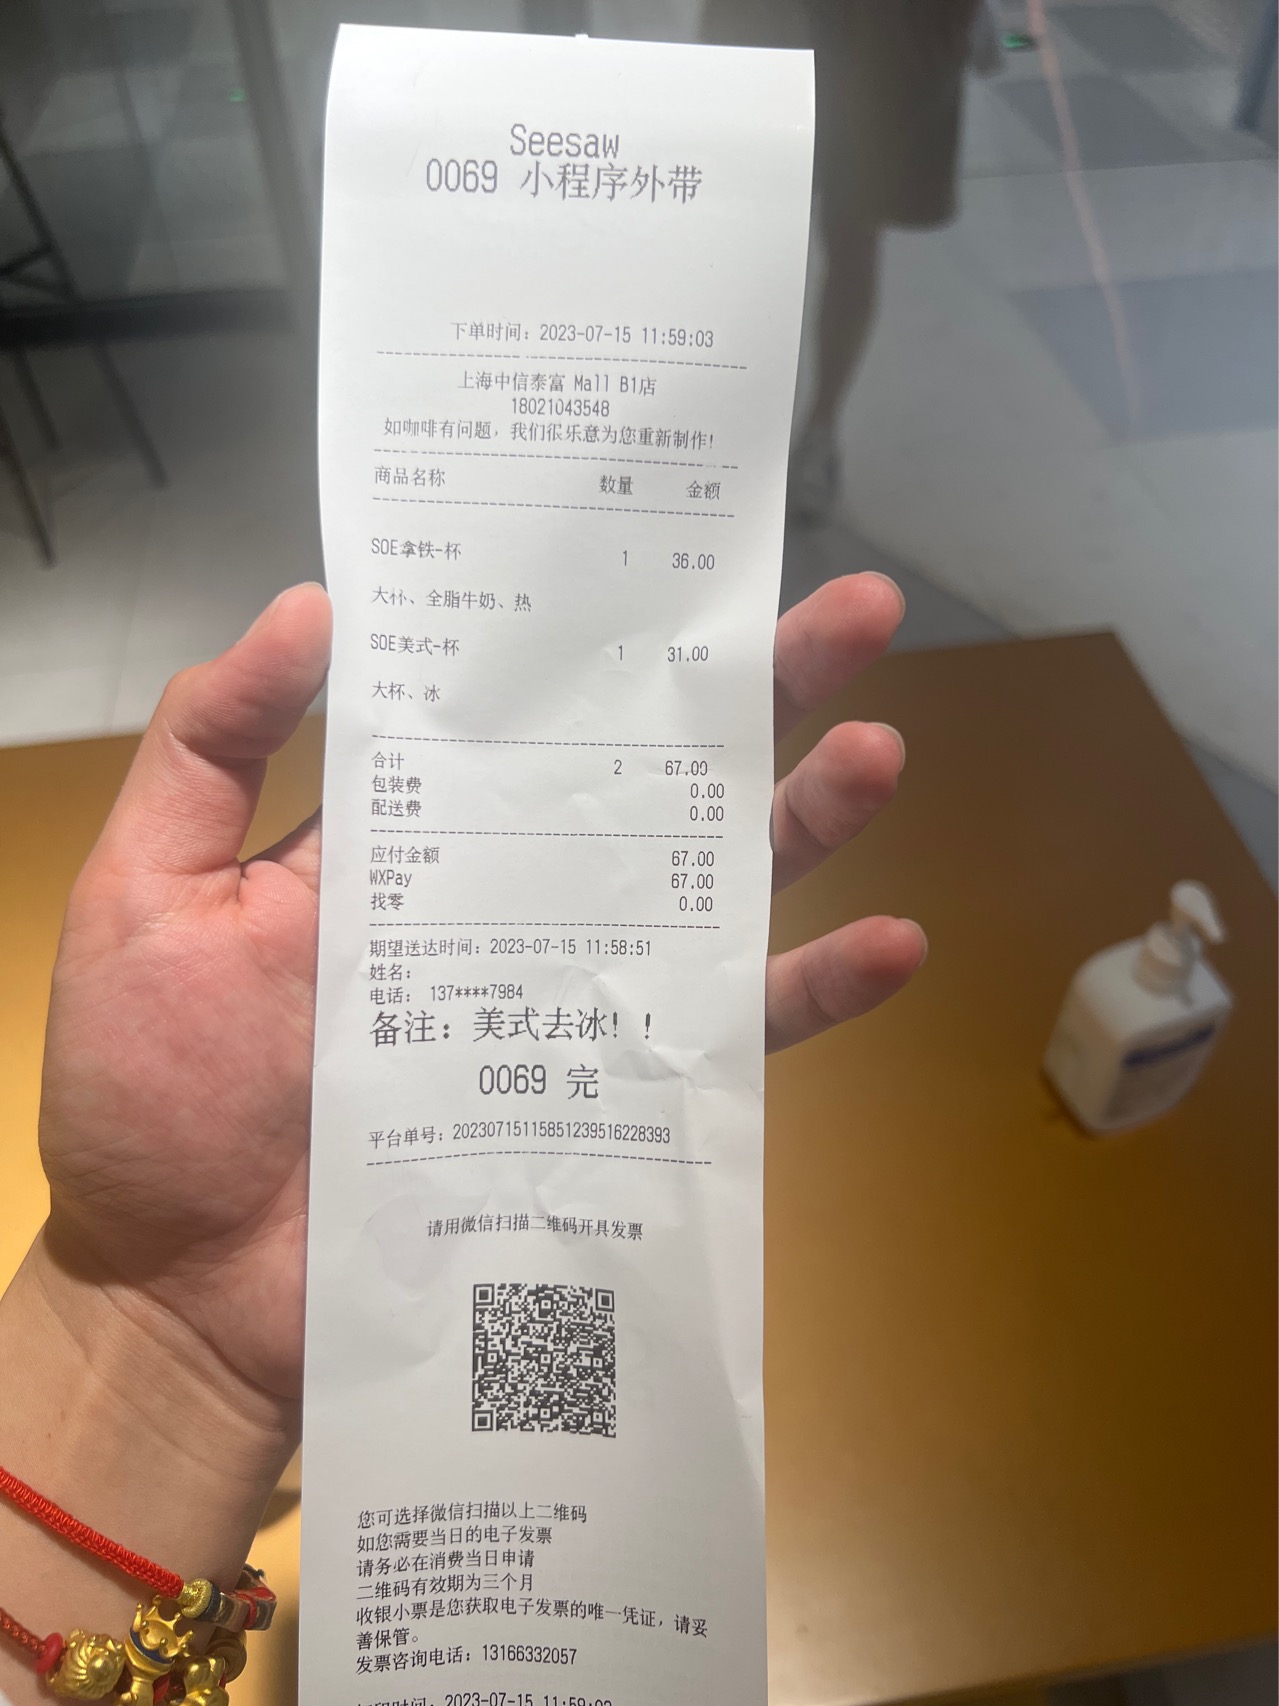 Seesaw
0069 小程序外带
下单时间：2023-07-15 11:59:03
上海中信泰富 Mall B1店
18021043548
如咖啡有问题，我们很乐意为您重新制作！
商品名称 数量 金额
SOE拿铁-杯 1 36.00
大杯、全脂牛奶、热
SOE美式-杯 1 31.00
大杯、冰
合计 2 67.00
包装费 0.00
配送费 0.00
应付金额 67.00
WXPay 67.00
找零 0.00
期望送达时间：2023-07-15 11:58:51
姓名：
电话： 137****7984
备注：美式去冰！！
0069 完
平台单号：20230715115851239516228393
请用微信扫描二维码开具发票
您可选择微信扫描以上二维码
如您需要当日的电子发票
请务必在消费当日申请
二维码有效期为三个月
收银小票是您获取电子发票的唯一凭证，请妥
善保管。
发票咨询电话：13166332057
时间：2023-07-15 11:59:03